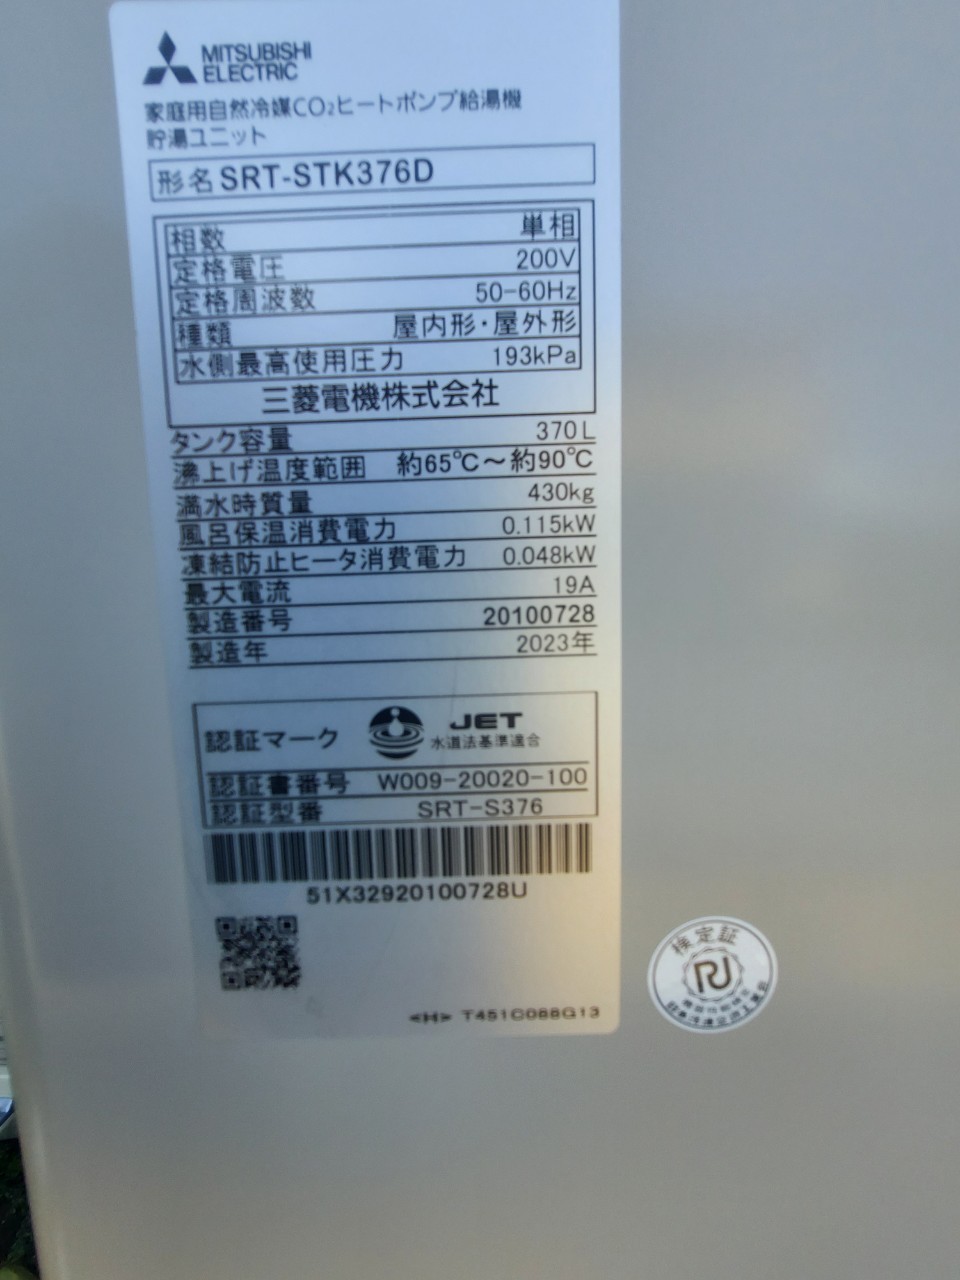 MITSUBISHI
ELECTRIC
家庭用自然冷媒CO₂ヒートポンプ給湯機
貯湯ユニット
形名 SRT-STK376D
相数 単相
定格電圧 200V
定格周波数 50-60Hz
種類 屋内形・屋外形
水側最高使用圧力 193kPa
三菱電機株式会社
タンク容量 370L
沸上げ温度範囲 約65℃～約90℃
満水時質量 430kg
風呂保温消費電力 0.115kW
凍結防止ヒータ消費電力 0.048kW
最大電流 19A
製造番号 20100728
製造年 2023年
認証マーク JET
水道法基準適合
認証書番号 W009-20020-100
認証型番 SRT-S376
51X32920100728U
<H> T451C088G13
検定証